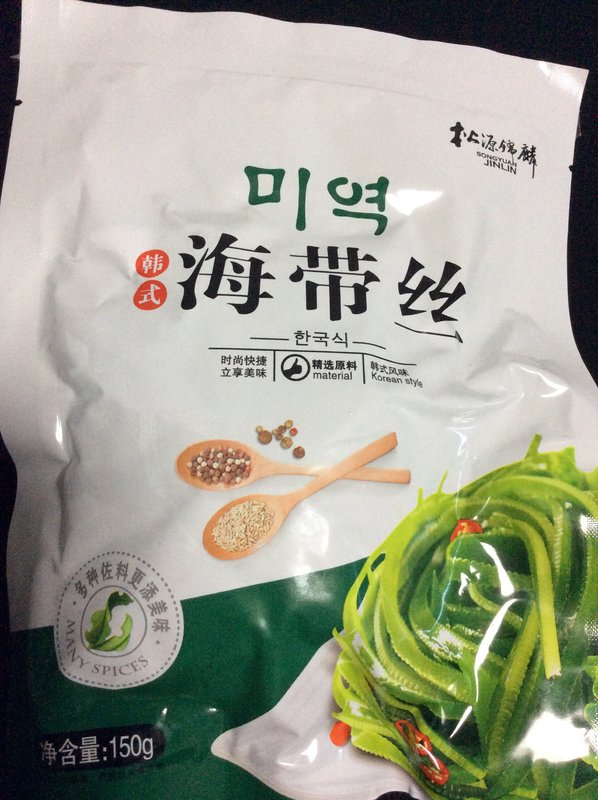 松源锦麟
SONGYUAN
JINLIN
미역
韩式
海带丝
한국식
时尚快捷
立享美味
精选原料
material
韩式风味
Korean style
多种佐料更添美味
MANY SPICES
净含量:150g